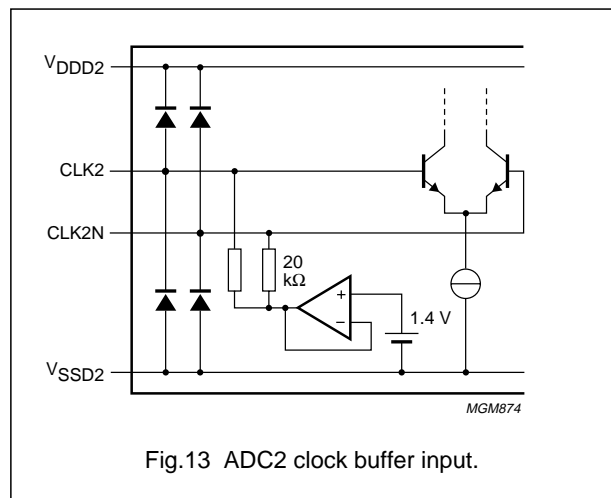 VDDD2
CLK2
CLK2N
20
kΩ
+
−
1.4 V
VSSD2
MGM874
Fig.13 ADC2 clock buffer input.